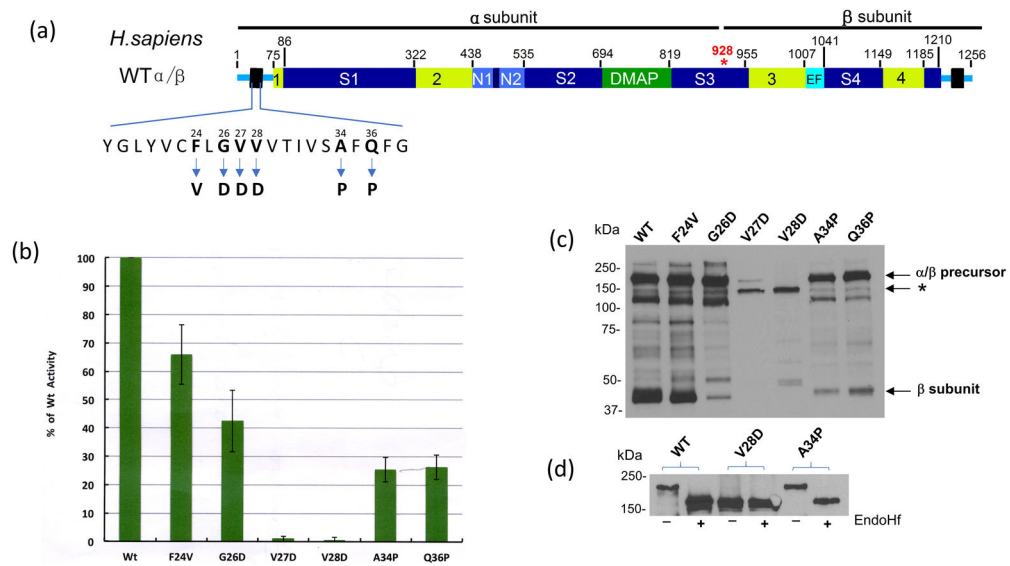 (a)
α subunit
β subunit
H.sapiens
WT α/β
1 75 86 322 438 535 694 819 928 955 1007 1041 1149 1185 1210 1256
*
1 S1 2 N1 N2 S2 DMAP S3 3 EF S4 4
24 26 27 28 34 36
Y G L Y V C F L G V V V T I V S A F Q F G
V D D D P P
(b)
% of Wt Activity
100
90
80
70
60
50
40
30
20
10
0
Wt F24V G26D V27D V28D A34P Q36P
(c)
kDa
WT F24V G26D V27D V28D A34P Q36P
250-
150-
100-
75-
50-
37-
α/β precursor
*
β subunit
(d)
kDa
WT V28D A34P
250-
150-
– + – + – + EndoHf